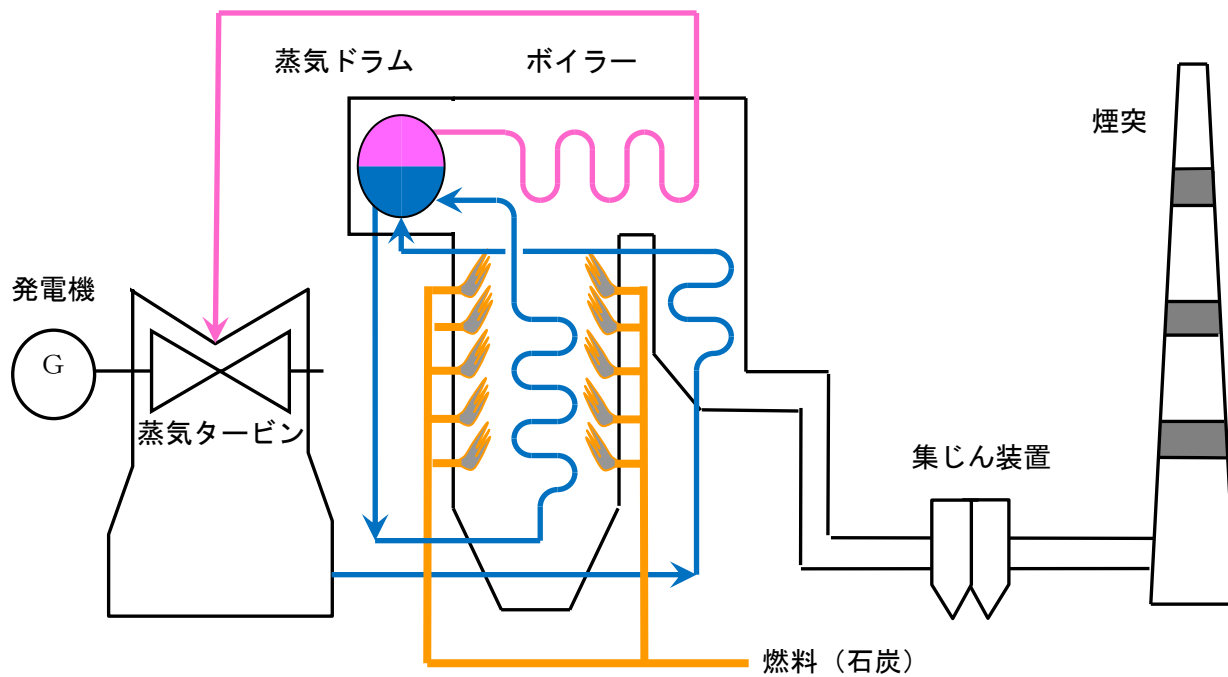 蒸気ドラム
ボイラー
煙突
発電機
G
蒸気タービン
集じん装置
燃料（石炭）